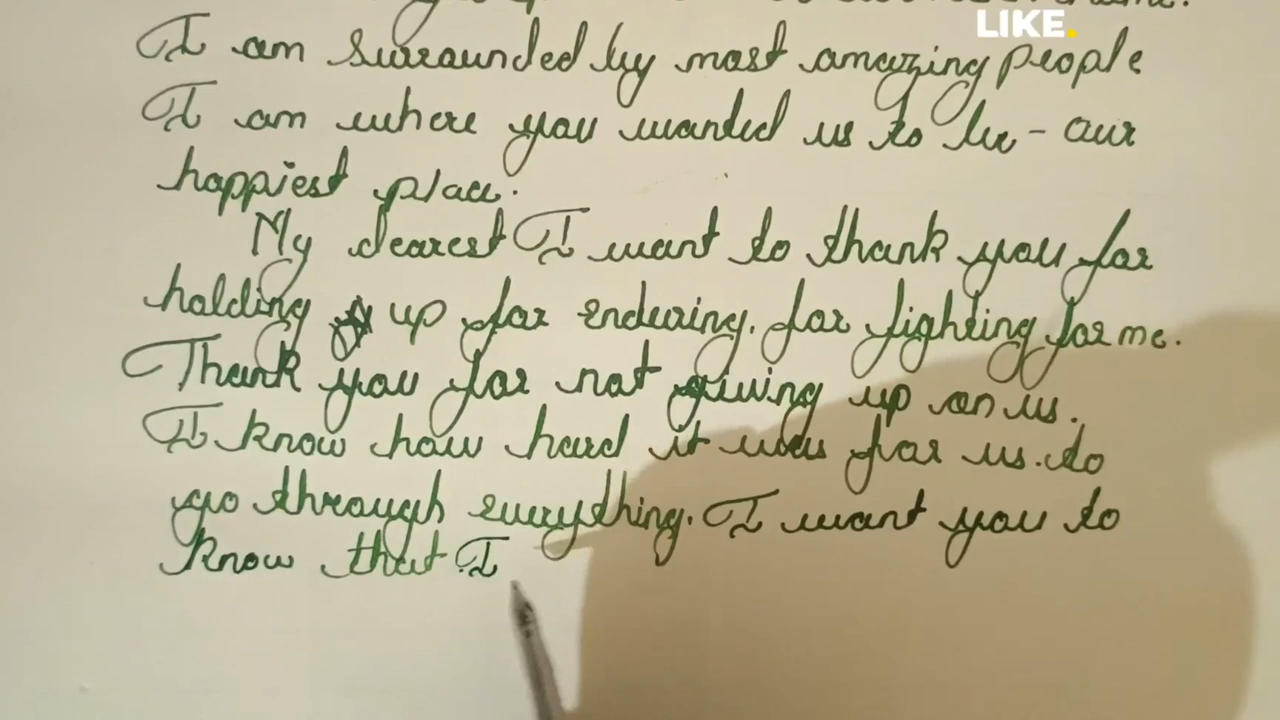 LIKE.
I am surrounded by most amazing people
I am where you wanted us to be - our
happiest place.
My dearest I want to thank you for
holding up for enduring. for fighting for me.
Thank you for not giving up on us.
I know how hard it was for us. to
go through everything. I want you to
know that I